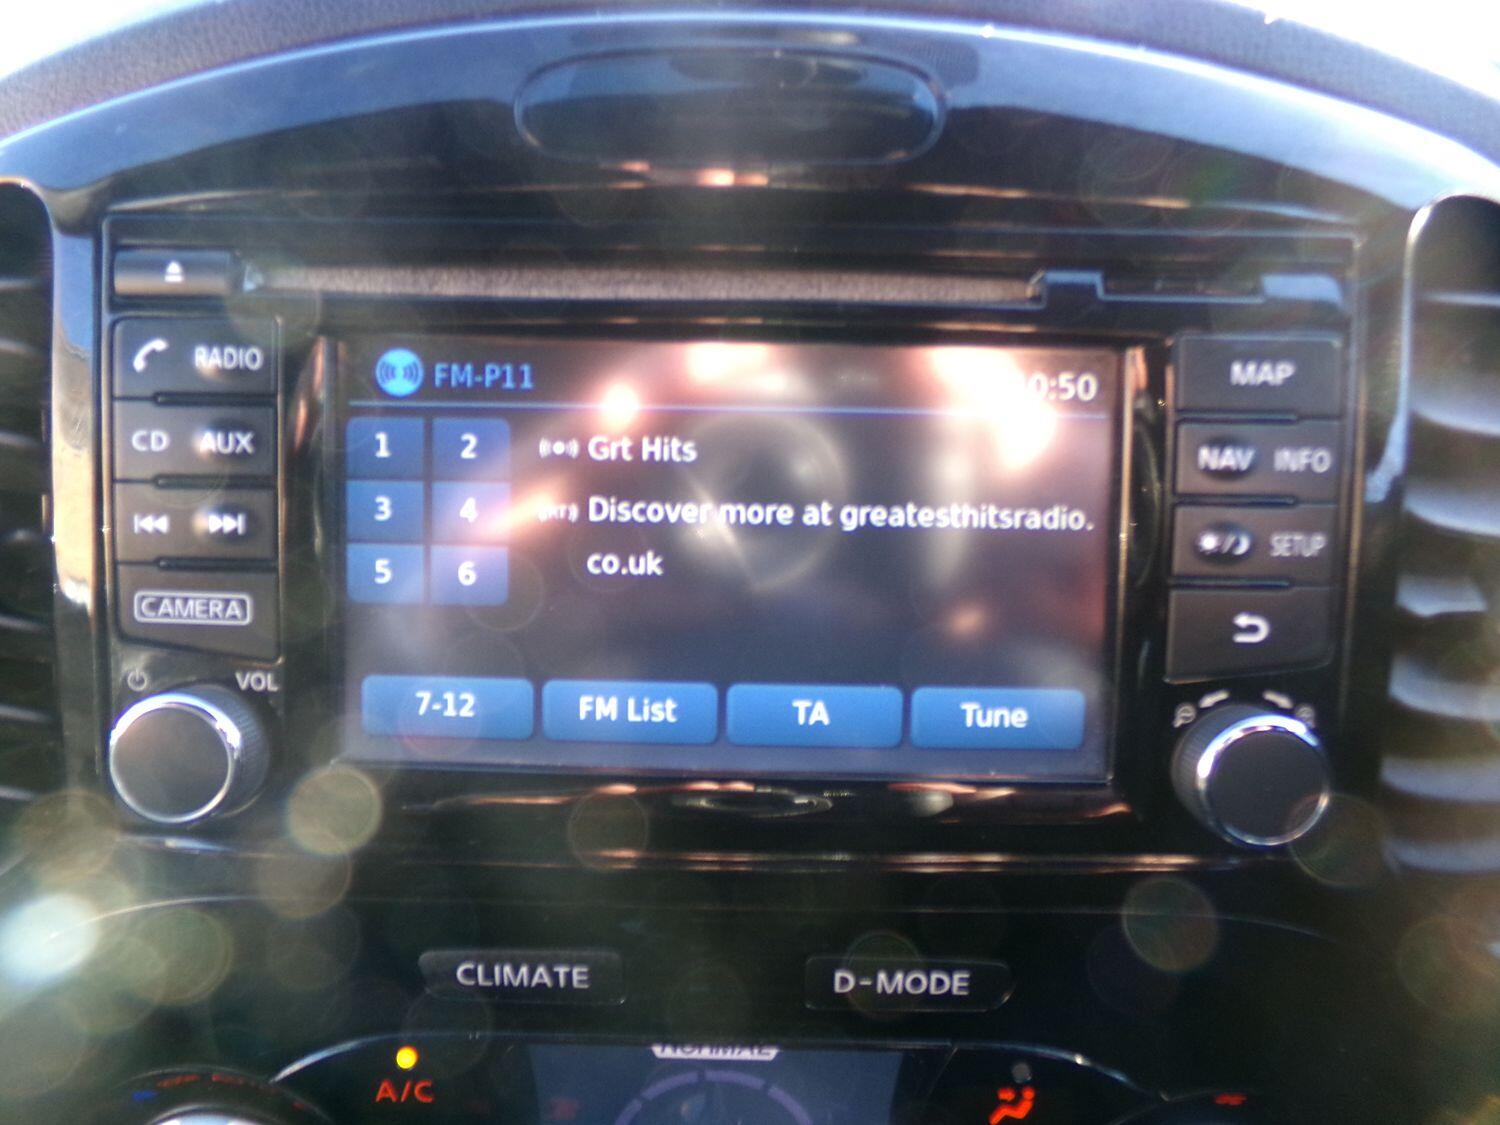 RADIO
CD AUX
CAMERA
VOL
FM-P11
0:50
1 2
3 4
5 6
Grt Hits
Discover more at greatesthitsradio.
co.uk
7-12 FM List TA Tune
MAP
NAV INFO
SETUP
CLIMATE D-MODE
NORMAL
A/C